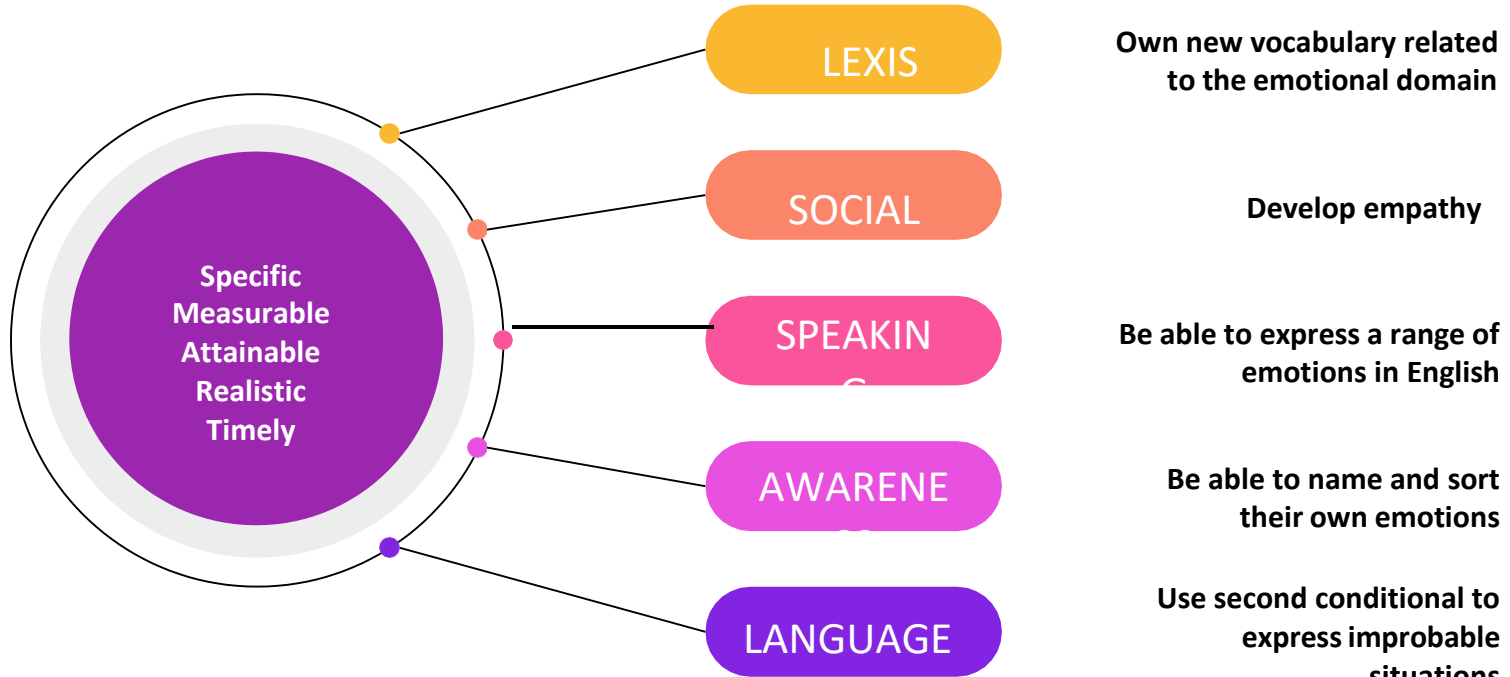 Specific
Measurable
Attainable
Realistic
Timely
LEXIS
Own new vocabulary related
to the emotional domain
SOCIAL
Develop empathy
SPEAKIN
G
Be able to express a range of
emotions in English
AWARENE
SS
Be able to name and sort
their own emotions
LANGUAGE
Use second conditional to
express improbable
situations